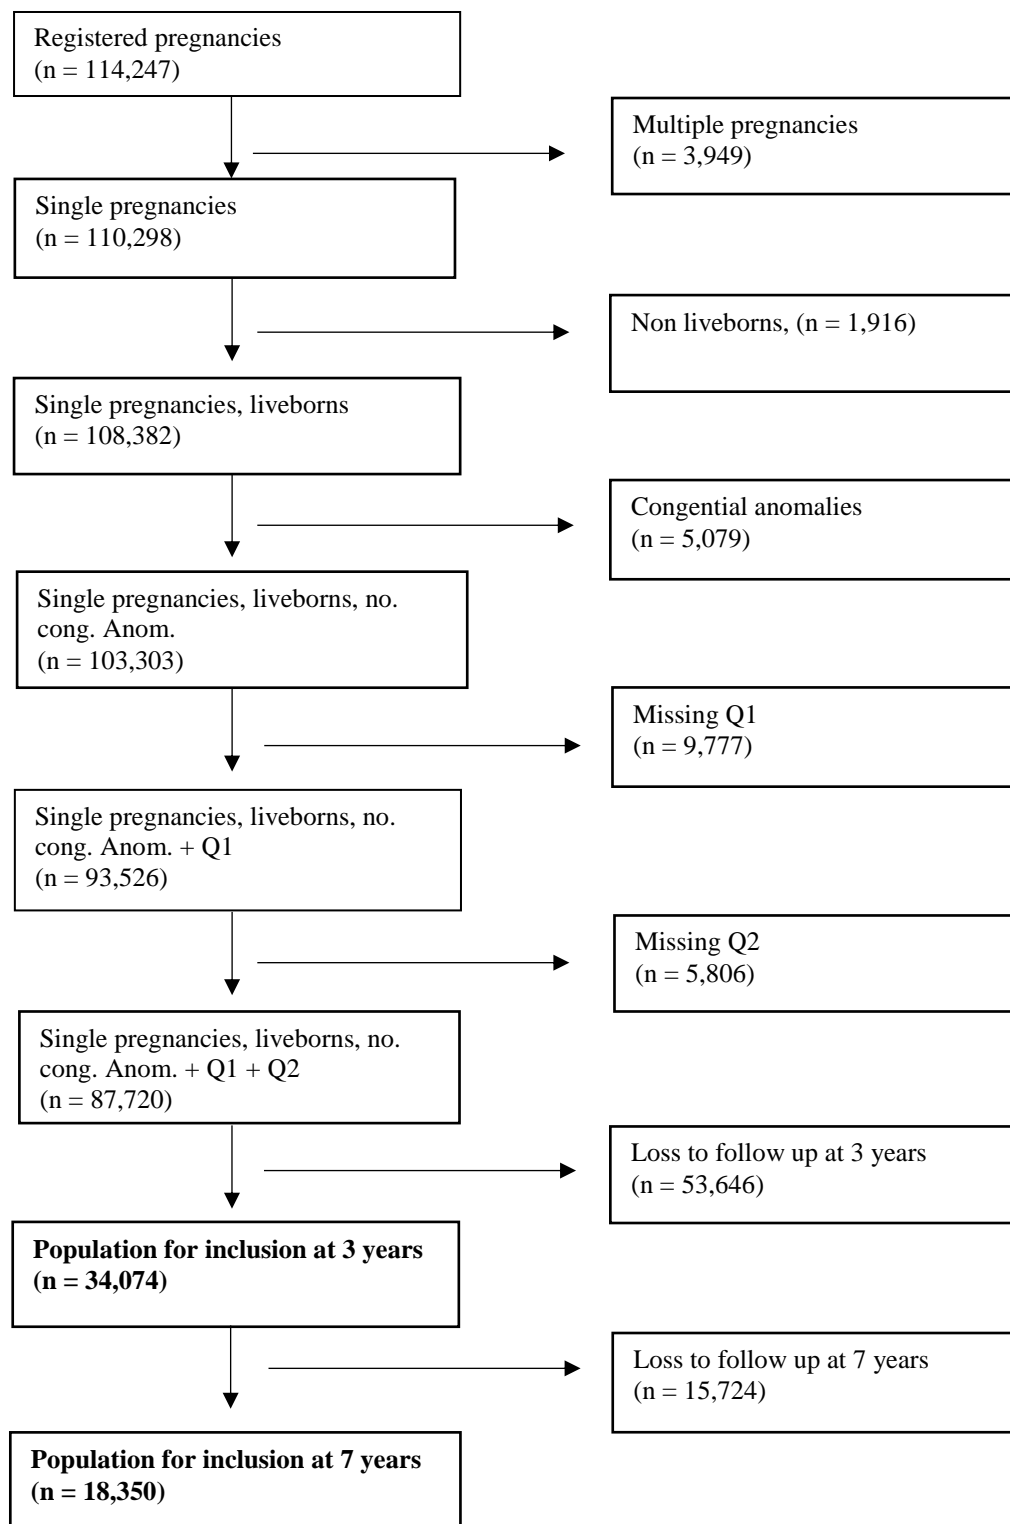 Registered pregnancies
(n = 114,247)
Multiple pregnancies
(n = 3,949)
Single pregnancies
(n = 110,298)
Non liveborns, (n = 1,916)
Single pregnancies, liveborns
(n = 108,382)
Congential anomalies
(n = 5,079)
Single pregnancies, liveborns, no.
cong. Anom.
(n = 103,303)
Missing Q1
(n = 9,777)
Single pregnancies, liveborns, no.
cong. Anom. + Q1
(n = 93,526)
Missing Q2
(n = 5,806)
Single pregnancies, liveborns, no.
cong. Anom. + Q1 + Q2
(n = 87,720)
Loss to follow up at 3 years
(n = 53,646)
Population for inclusion at 3 years
(n = 34,074)
Loss to follow up at 7 years
(n = 15,724)
Population for inclusion at 7 years
(n = 18,350)